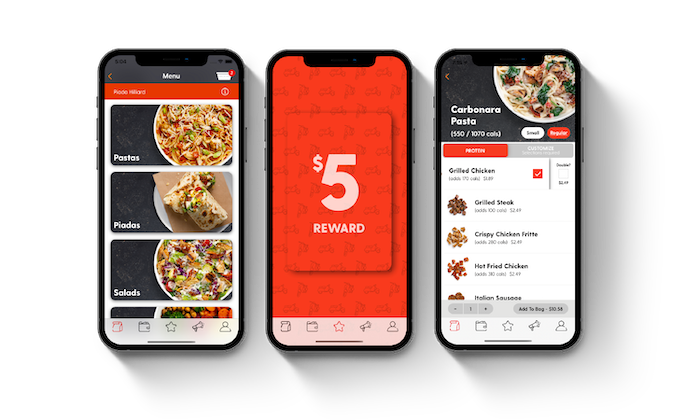 5:04
Menu
2
Piada Hilliard
Pastas
Piadas
Salads
$5
REWARD
Carbonara
Pasta
(550 / 1070 cals)
Small
Regular
PROTEIN
CUSTOMIZE
Grilled Chicken
(adds 170 cals) $1.89
Double?
$2.99
Grilled Steak
(adds 100 cals) $2.49
Crispy Chicken Fritte
(adds 280 cals) $2.49
Hot Fried Chicken
(adds 310 cals) $2.49
Italian Sausage
- 1 +
Add To Bag - $10.58